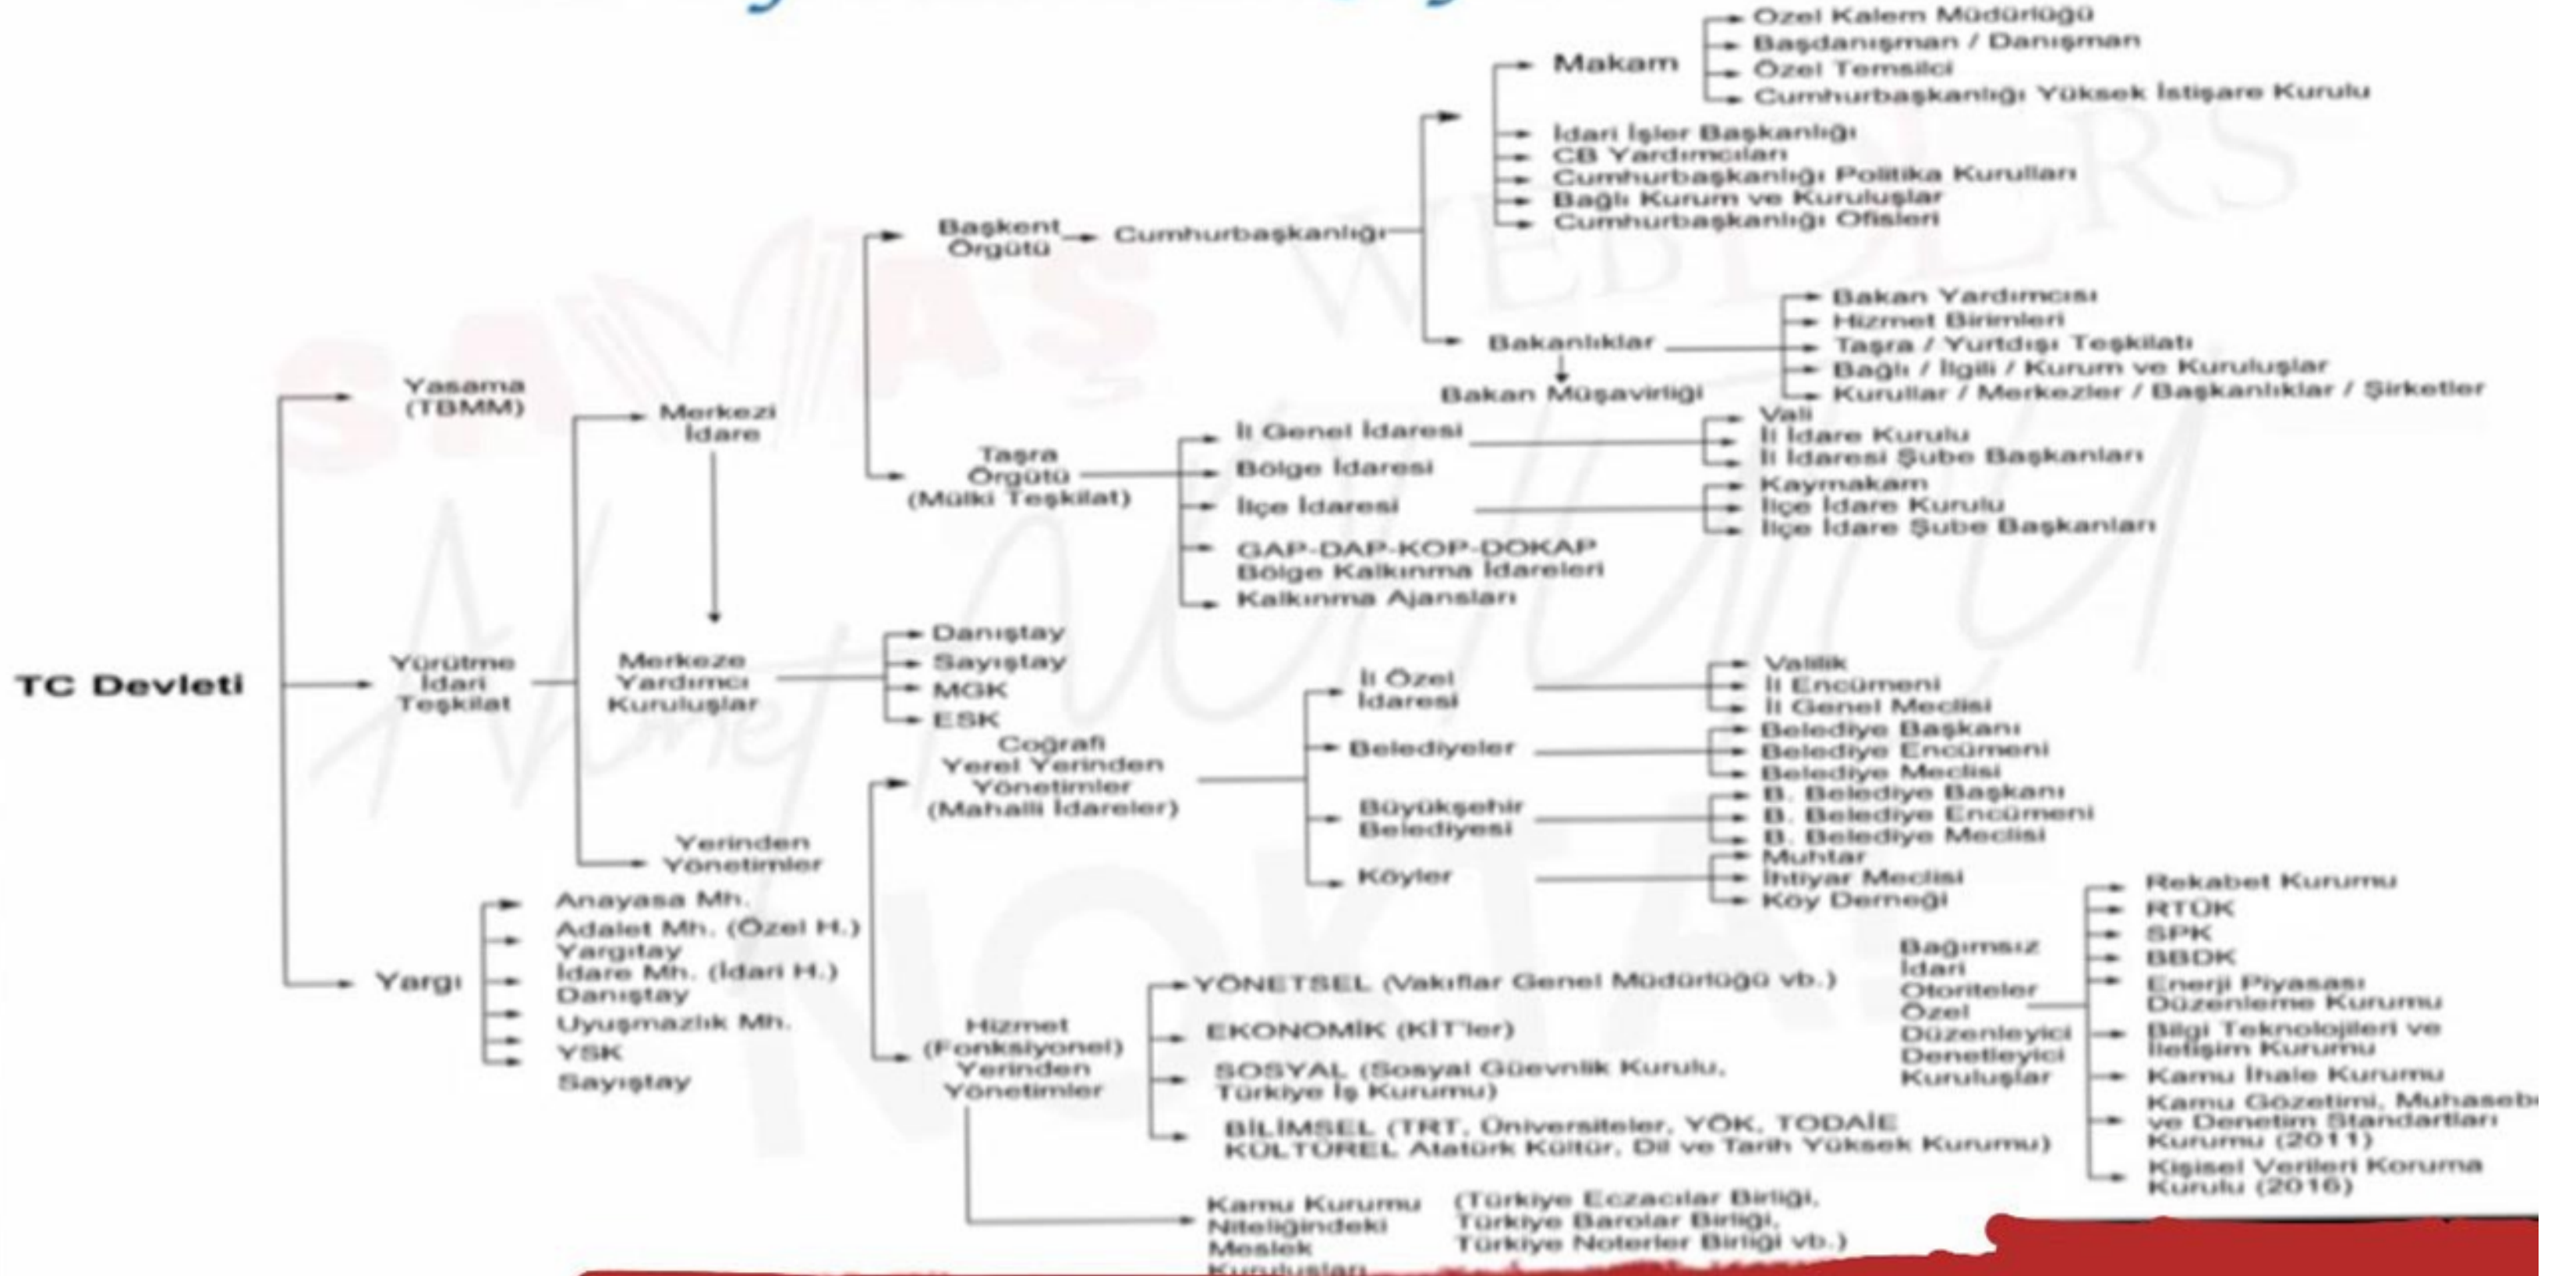 Özel Kalem Müdürlüğü
Başdanışman / Danışman
Makam
Özel Temsilci
Cumhurbaşkanlığı Yüksek İstişare Kurulu
İdari İşler Başkanlığı
CB Yardımcıları
Cumhurbaşkanlığı Politika Kurulları
Bağlı Kurum ve Kuruluşlar
Cumhurbaşkanlığı Ofisleri
Başkent
Örgütü
Cumhurbaşkanlığı
Bakan Yardımcısı
Hizmet Birimleri
Bakanlıklar
Taşra / Yurtdışı Teşkilatı
Bağlı / İlgili / Kurum ve Kuruluşlar
Bakan Müşavirliği
Kurullar / Merkezler / Başkanlıklar / Şirketler
Yasama
(TBMM)
Merkezi
İdare
Taşra
Örgütü
(Mülki Teşkilat)
İl Genel İdaresi
Vali
İl İdare Kurulu
İl İdaresi Şube Başkanları
Bölge İdaresi
İlçe İdaresi
Kaymakam
İlçe İdare Kurulu
İlçe İdare Şube Başkanları
GAP-DAP-KOP-DOKAP
Bölge Kalkınma İdareleri
Kalkınma Ajansları
TC Devleti
Yürütme
İdari
Teşkilat
Merkeze
Yardımcı
Kuruluşlar
Danıştay
Sayıştay
MGK
ESK
Coğrafi
Yerel Yerinden
Yönetimler
(Mahalli İdareler)
İl Özel
İdaresi
Valilik
İl Encümeni
İl Genel Meclisi
Belediyeler
Belediye Başkanı
Belediye Encümeni
Belediye Meclisi
Büyükşehir
Belediyesi
B. Belediye Başkanı
B. Belediye Encümeni
B. Belediye Meclisi
Köyler
Muhtar
İhtiyar Meclisi
Köy Derneği
Yerinden
Yönetimler
Yargı
Anayasa Mh.
Adalet Mh. (Özel H.)
Yargıtay
İdare Mh. (İdari H.)
Danıştay
Uyuşmazlık Mh.
YSK
Sayıştay
Hizmet
(Fonksiyonel)
Yerinden
Yönetimler
YÖNETSEL (Vakıflar Genel Müdürlüğü vb.)
EKONOMİK (KİT'ler)
SOSYAL (Sosyal Güevnlik Kurulu,
Türkiye İş Kurumu)
BİLİMSEL (TRT, Üniversiteler, YÖK, TODAİE
KÜLTÜREL Atatürk Kültür, Dil ve Tarih Yüksek Kurumu)
Kamu Kurumu
Niteliğindeki
Meslek
Kuruluşları
(Türkiye Eczacılar Birliği,
Türkiye Barolar Birliği,
Türkiye Noterler Birliği vb.)
Bağımsız
İdari
Otoriteler
Özel
Düzenleyici
Denetleyici
Kuruluşlar
Rekabet Kurumu
RTÜK
SPK
BBDK
Enerji Piyasası
Düzenleme Kurumu
Bilgi Teknolojileri ve
İletişim Kurumu
Kamu İhale Kurumu
Kamu Gözetimi, Muhasebe
ve Denetim Standartları
Kurumu (2011)
Kişisel Verileri Koruma
Kurulu (2016)
SAVAŞ
WEBDERS
NOKTA